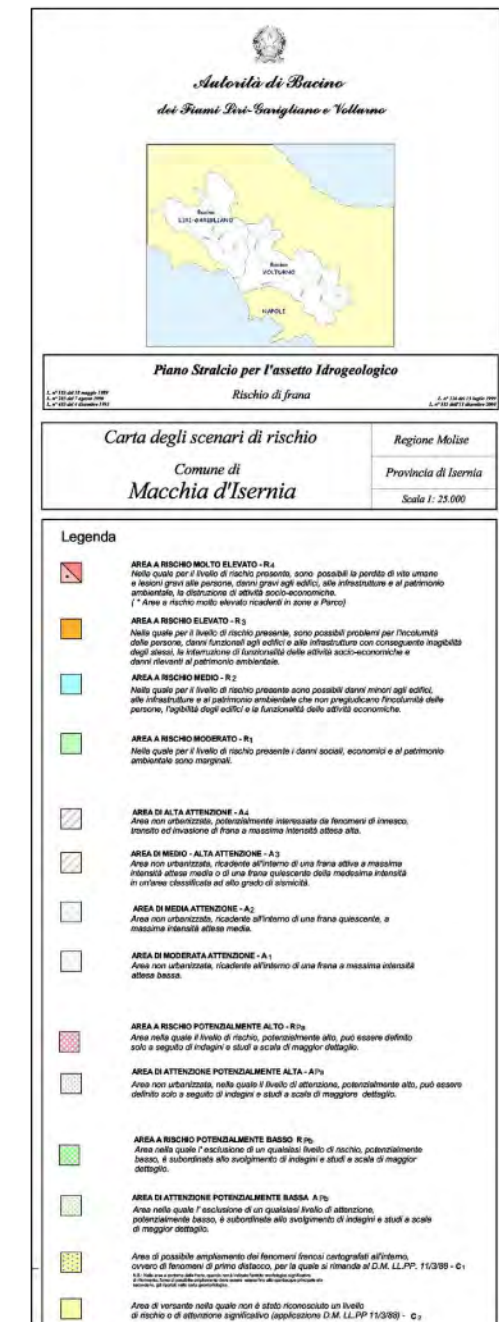 Autorità di Bacino
dei Fiumi Liri-Garigliano e Volturno
Bacino
LIRI-GARIGLIANO
Bacino
VOLTURNO
NAPOLI
Piano Stralcio per l'assetto Idrogeologico
Rischio di frana
Carta degli scenari di rischio
Comune di
Macchia d'Isernia
Regione Molise
Provincia di Isernia
Scala 1: 25.000
Legenda
AREA A RISCHIO MOLTO ELEVATO - R4
Nella quale per il livello di rischio presente, sono possibili la perdita di vite umane
e lesioni gravi alle persone, danni gravi agli edifici, alle infrastrutture e al patrimonio
ambientale, la distruzione di attività socio-economiche.
( * Aree a rischio molto elevato ricadenti in zone a Parco)
AREA A RISCHIO ELEVATO - R3
Nella quale per il livello di rischio presente, sono possibili problemi per l'incolumità
delle persone, danni funzionali agli edifici e alle infrastrutture con conseguente inagibilità
degli stessi, la interruzione di funzionalità delle attività socio-economiche e
danni rilevanti al patrimonio ambientale.
AREA A RISCHIO MEDIO - R2
Nella quale per il livello di rischio presente sono possibili danni minori agli edifici,
alle infrastrutture e al patrimonio ambientale che non pregiudicano l'incolumità delle
persone, l'agibilità degli edifici e la funzionalità delle attività economiche.
AREA A RISCHIO MODERATO - R1
Nella quale per il livello di rischio presente i danni sociali, economici e al patrimonio
ambientale sono marginali.
AREA DI ALTA ATTENZIONE - A4
Area non urbanizzata, potenzialmente interessata da fenomeni di innesco,
transito ed invasione di frana a massima intensità attesa alta.
AREA DI MEDIO - ALTA ATTENZIONE - A3
Area non urbanizzata, ricadente all'interno di una frana attiva a massima
intensità attesa media o di una frana quiescente della medesima intensità
in un'area classificata ad alto grado di sismicità.
AREA DI MEDIA ATTENZIONE - A2
Area non urbanizzata, ricadente all'interno di una frana quiescente, a
massima intensità attesa media.
AREA DI MODERATA ATTENZIONE - A1
Area non urbanizzata, ricadente all'interno di una frana a massima intensità
attesa bassa.
AREA A RISCHIO POTENZIALMENTE ALTO - RPa
Area nella quale il livello di rischio, potenzialmente alto, può essere definito
solo a seguito di indagini e studi a scala di maggior dettaglio.
AREA DI ATTENZIONE POTENZIALMENTE ALTA - APa
Area non urbanizzata, nella quale il livello di attenzione, potenzialmente alto, può essere
definito solo a seguito di indagini e studi a scala di maggiore dettaglio.
AREA A RISCHIO POTENZIALMENTE BASSO RPb
Area nella quale l' esclusione di un qualsiasi livello di rischio, potenzialmente
basso, è subordinata allo svolgimento di indagini e studi a scala di maggior
dettaglio.
AREA DI ATTENZIONE POTENZIALMENTE BASSA APb
Area nella quale l' esclusione di un qualsiasi livello di attenzione,
potenzialmente basso, è subordinata allo svolgimento di indagini e studi a scala
di maggior dettaglio.
Area di possibile ampliamento dei fenomeni franosi cartografati all'interno,
ovvero di fenomeni di primo distacco, per la quale si rimanda al D.M. LL.PP. 11/3/88 - C1
Area di versante nella quale non è stato riconosciuto un livello
di rischio o di attenzione significativo (applicazione D.M. LL.PP 11/3/88) - C2